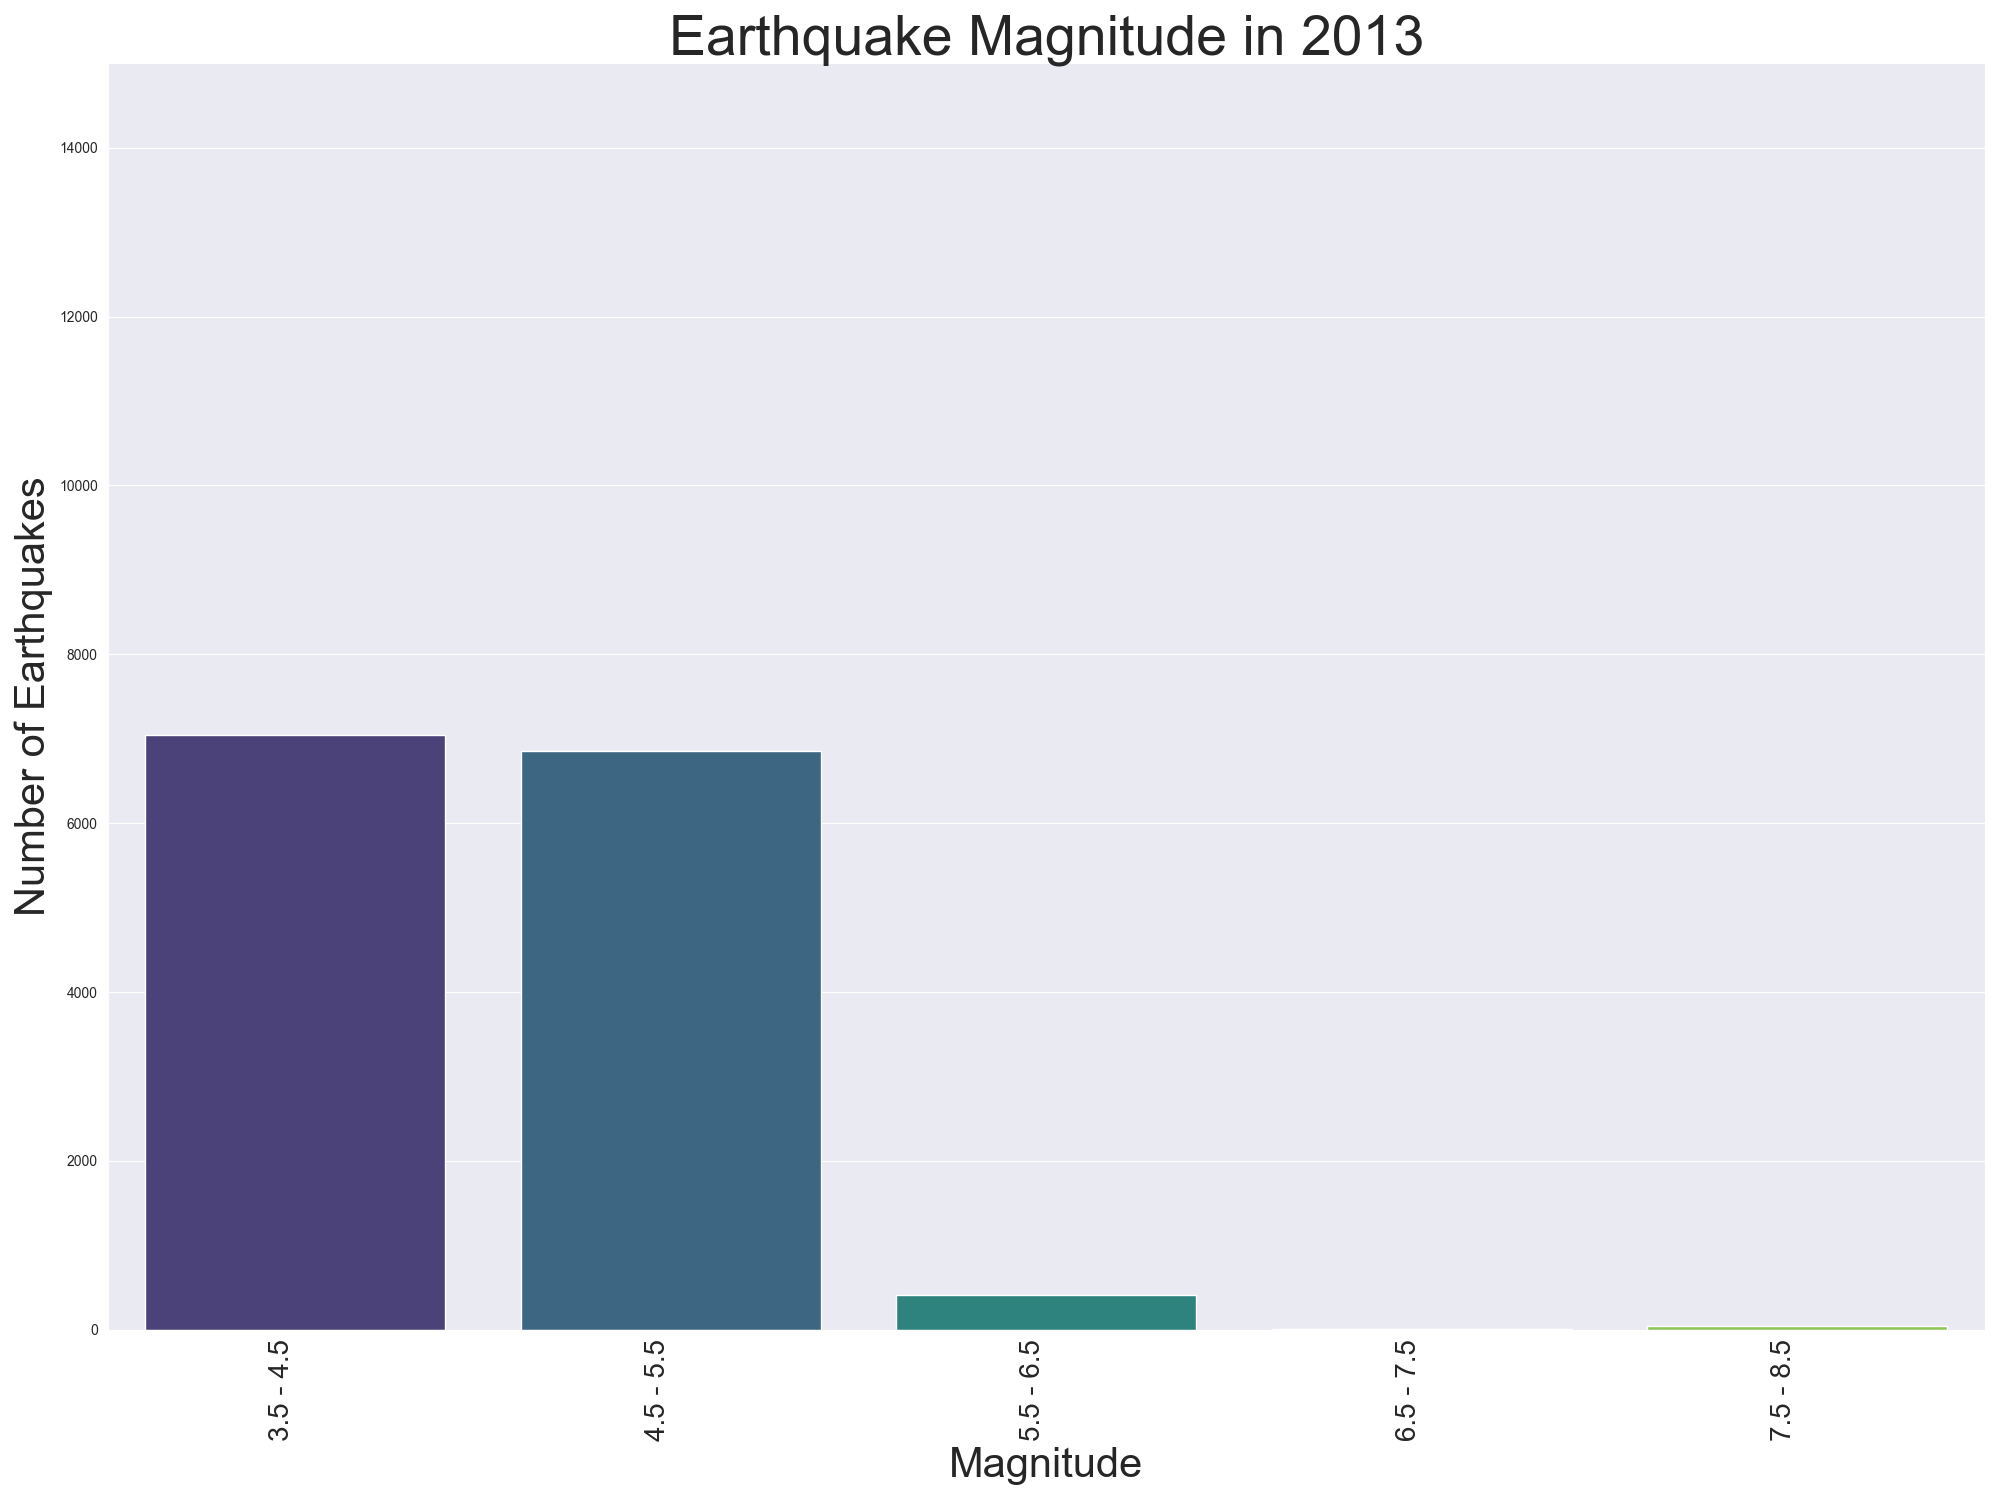 Earthquake Magnitude in 2013
Number of Earthquakes
14000
12000
10000
8000
6000
4000
2000
0
3.5 - 4.5
4.5 - 5.5
5.5 - 6.5
6.5 - 7.5
7.5 - 8.5
Magnitude